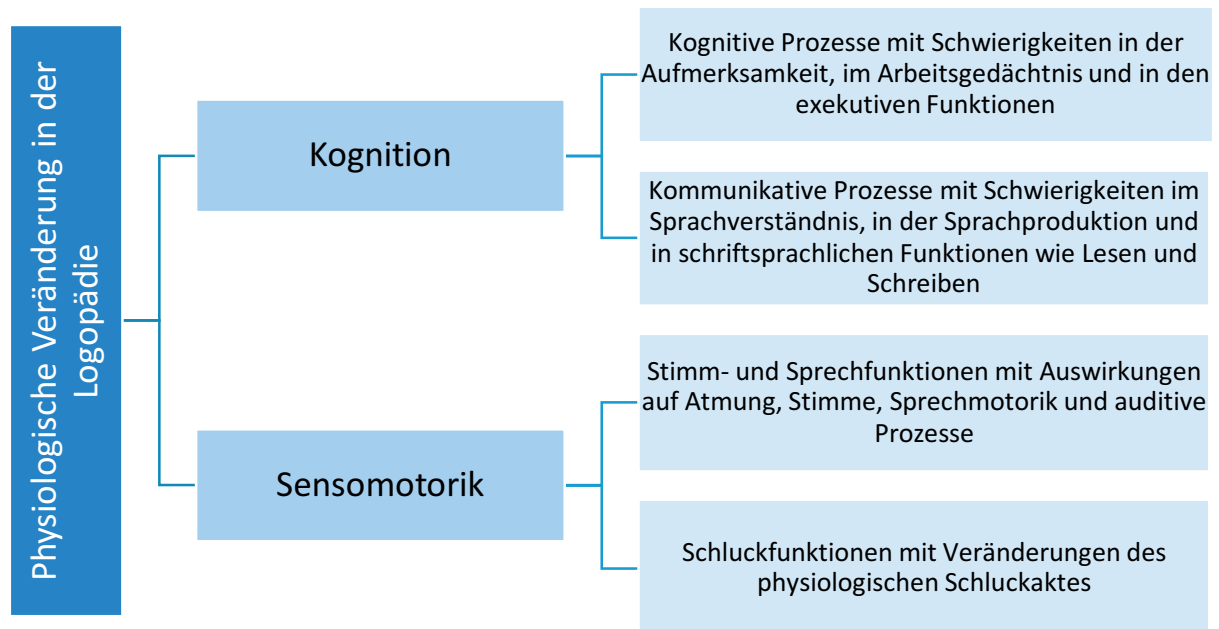 Physiologische Veränderung in der
Logopädie
Kognition
Kognitive Prozesse mit Schwierigkeiten in der
Aufmerksamkeit, im Arbeitsgedächtnis und in den
exekutiven Funktionen
Kommunikative Prozesse mit Schwierigkeiten im
Sprachverständnis, in der Sprachproduktion und
in schriftsprachlichen Funktionen wie Lesen und
Schreiben
Sensomotorik
Stimm- und Sprechfunktionen mit Auswirkungen
auf Atmung, Stimme, Sprechmotorik und auditive
Prozesse
Schluckfunktionen mit Veränderungen des
physiologischen Schluckaktes